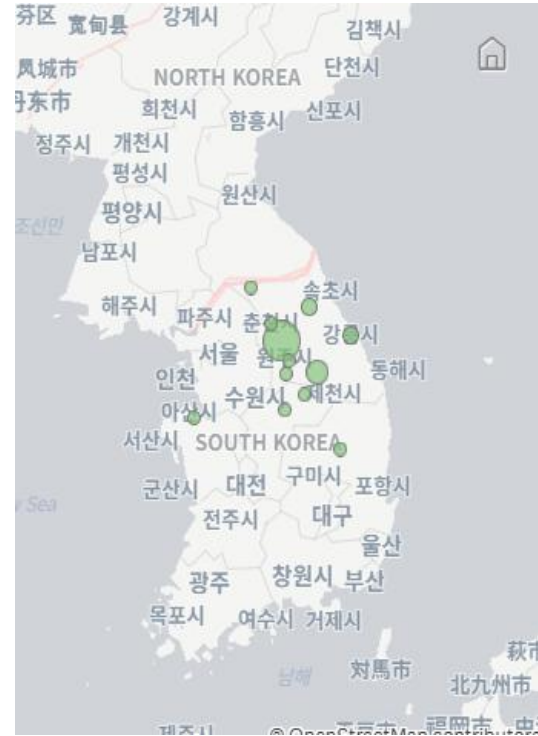 芬区
寬甸县
강계시
김책시
凤城市
NORTH KOREA
단천시
丹东市
희천시
함흥시
신포시
정주시
개천시
평성시
원산시
평양시
조선만
남포시
해주시
속초시
파주시
춘천시
강릉시
서울
원주시
동해시
인천
수원시
제천시
아산시
서산시
SOUTH KOREA
구미시
군산시
대전
포항시
Sea
전주시
대구
울산
광주
창원시
부산
목포시
여수시
거제시
남해
対馬市
萩市
北九州市
제주시
福岡市
© OpenStreetMap contributors